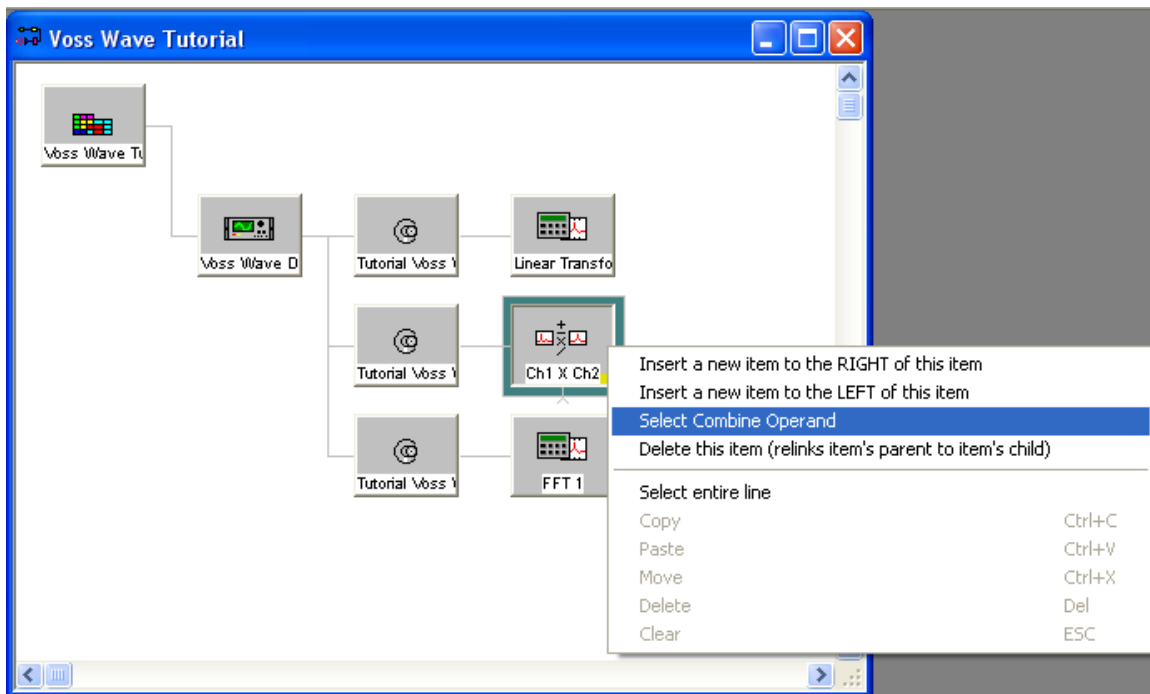 Voss Wave Tutorial
Voss Wave Tu
Voss Wave D
Tutorial Voss V
Linear Transfo
Tutorial Voss V
Ch1 X Ch2
Tutorial Voss V
FFT 1
Insert a new item to the RIGHT of this item
Insert a new item to the LEFT of this item
Select Combine Operand
Delete this item (relinks item's parent to item's child)
Select entire line
Copy Ctrl+C
Paste Ctrl+V
Move Ctrl+X
Delete Del
Clear ESC